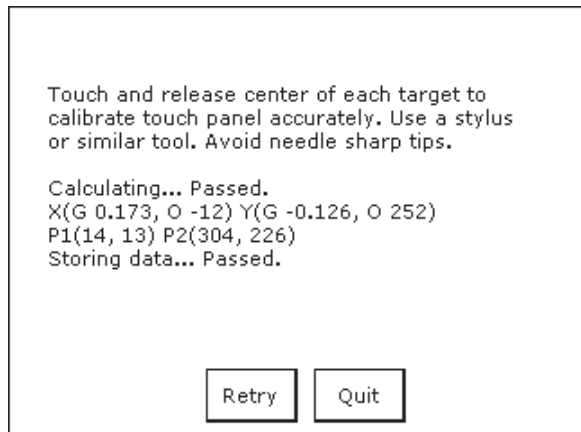 Touch and release center of each target to
calibrate touch panel accurately. Use a stylus
or similar tool. Avoid needle sharp tips.
Calculating... Passed.
X(G 0.173, O -12) Y(G -0.126, O 252)
P1(14, 13) P2(304, 226)
Storing data... Passed.
Retry Quit